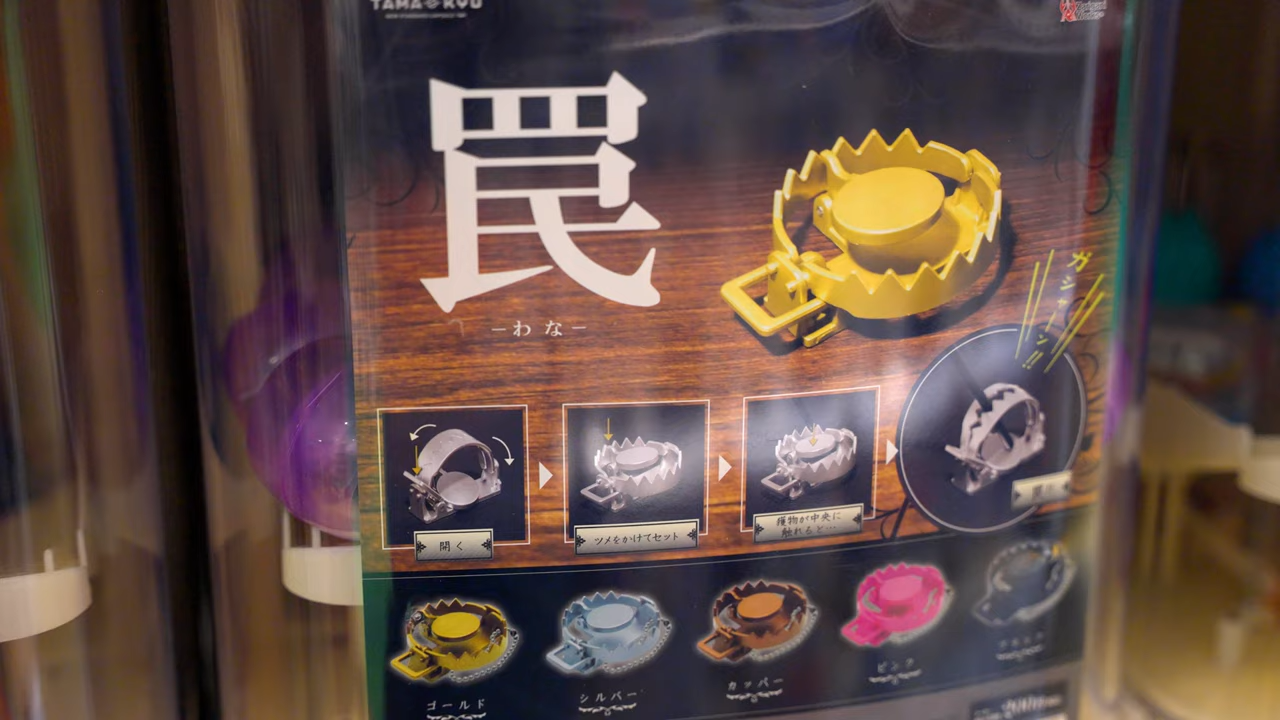 TAMA KYU
罠
–わな–
ガシャーン!!
開く
ツメをかけてセット
獲物が中央に
触れると…
ゴールド
シルバー
カッパー
ピンク